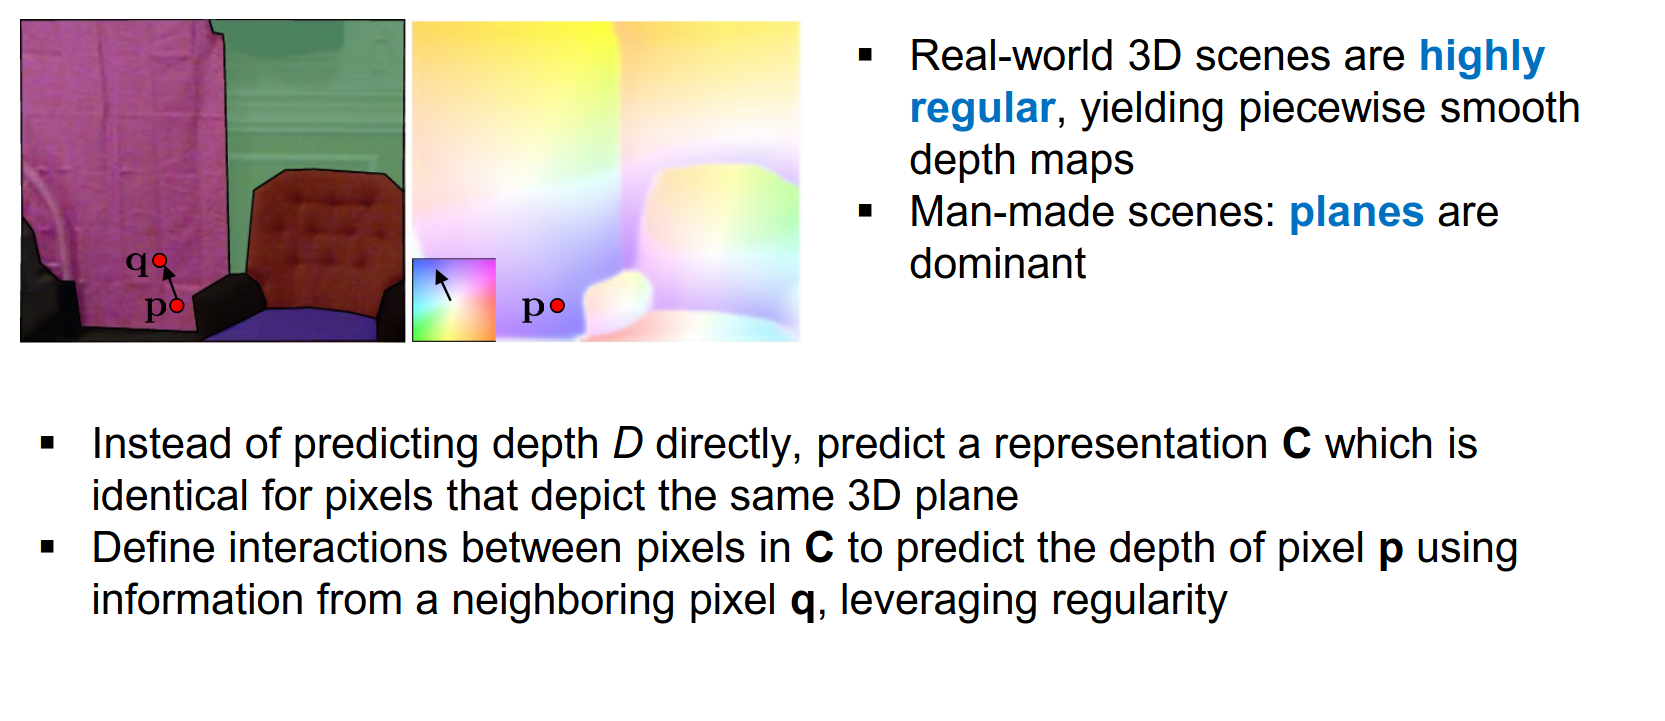 q
p
p
▪ Real-world 3D scenes are highly
regular, yielding piecewise smooth
depth maps
▪ Man-made scenes: planes are
dominant
▪ Instead of predicting depth D directly, predict a representation C which is
identical for pixels that depict the same 3D plane
▪ Define interactions between pixels in C to predict the depth of pixel p using
information from a neighboring pixel q, leveraging regularity